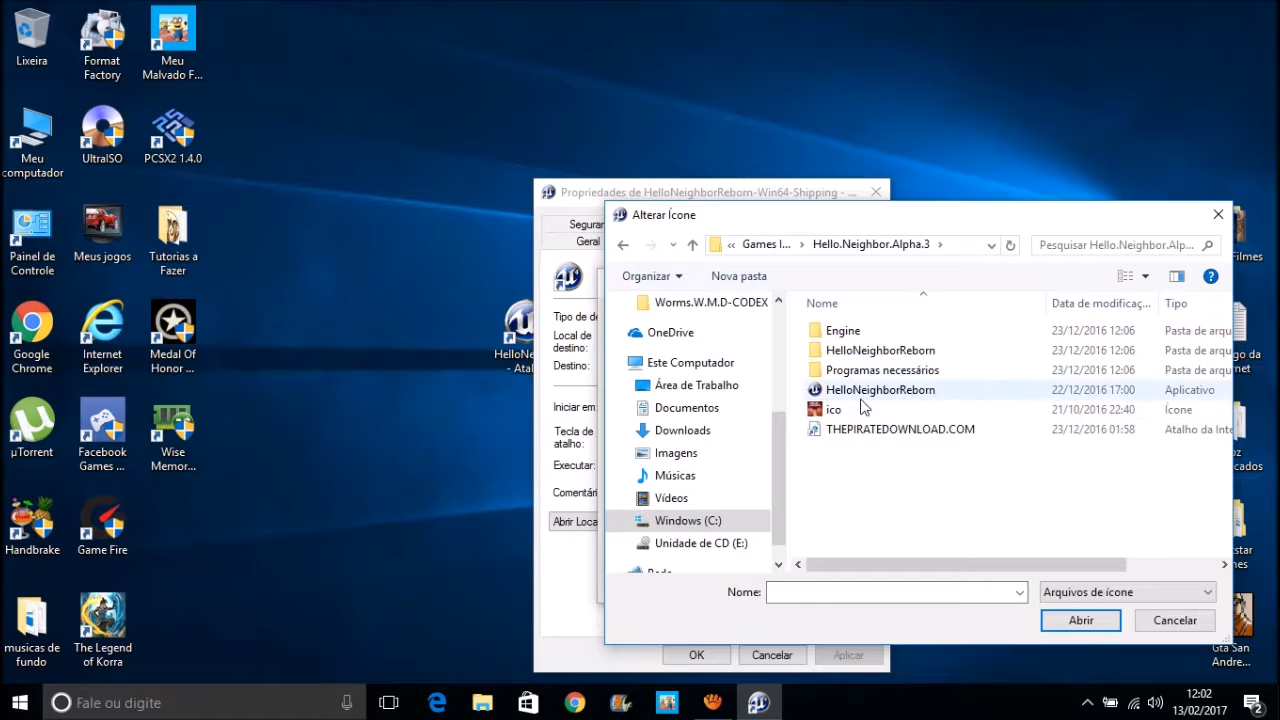 Lixeira
Format
Factory
Meu
Malvado F...
Meu
computador
UltraISO
PCSX2 1.4.0
Painel de
Controle
Meus jogos
Tutorias a
Fazer
Google
Chrome
Internet
Explorer
Medal Of
Honor ...
µTorrent
Facebook
Games ...
Wise
Memor...
Handbrake
Game Fire
musicas de
fundo
The Legend
of Korra
HelloNe
- Atal
Propriedades de HelloNeighborReborn-Win64-Shipping - ...
Segurar
Geral
Tipo de de
Local de
destino:
Destino:
Iniciar em
Tecla de
atalho:
Executar:
Comentári
Abrir Loca
OK
Cancelar
Aplicar
Alterar Ícone
Games I...
Hello.Neighbor.Alpha.3
Pesquisar Hello.Neighbor.Alp...
Organizar
Nova pasta
Worms.W.M.D-CODEX
OneDrive
Este Computador
Área de Trabalho
Documentos
Downloads
Imagens
Músicas
Vídeos
Windows (C:)
Unidade de CD (E:)
Nome
Data de modificaç...
Tipo
Engine
23/12/2016 12:06
Pasta de arqu
HelloNeighborReborn
23/12/2016 12:06
Pasta de arqu
Programas necessários
23/12/2016 12:06
Pasta de arqu
HelloNeighborReborn
22/12/2016 17:00
Aplicativo
ico
21/10/2016 22:40
Ícone
THEPIRATEDOWNLOAD.COM
23/12/2016 01:58
Atalho da Inte
Nome:
Arquivos de ícone
Abrir
Cancelar
Filmes
Gta San
Andre...
Fale ou digite
12:02
13/02/2017
2